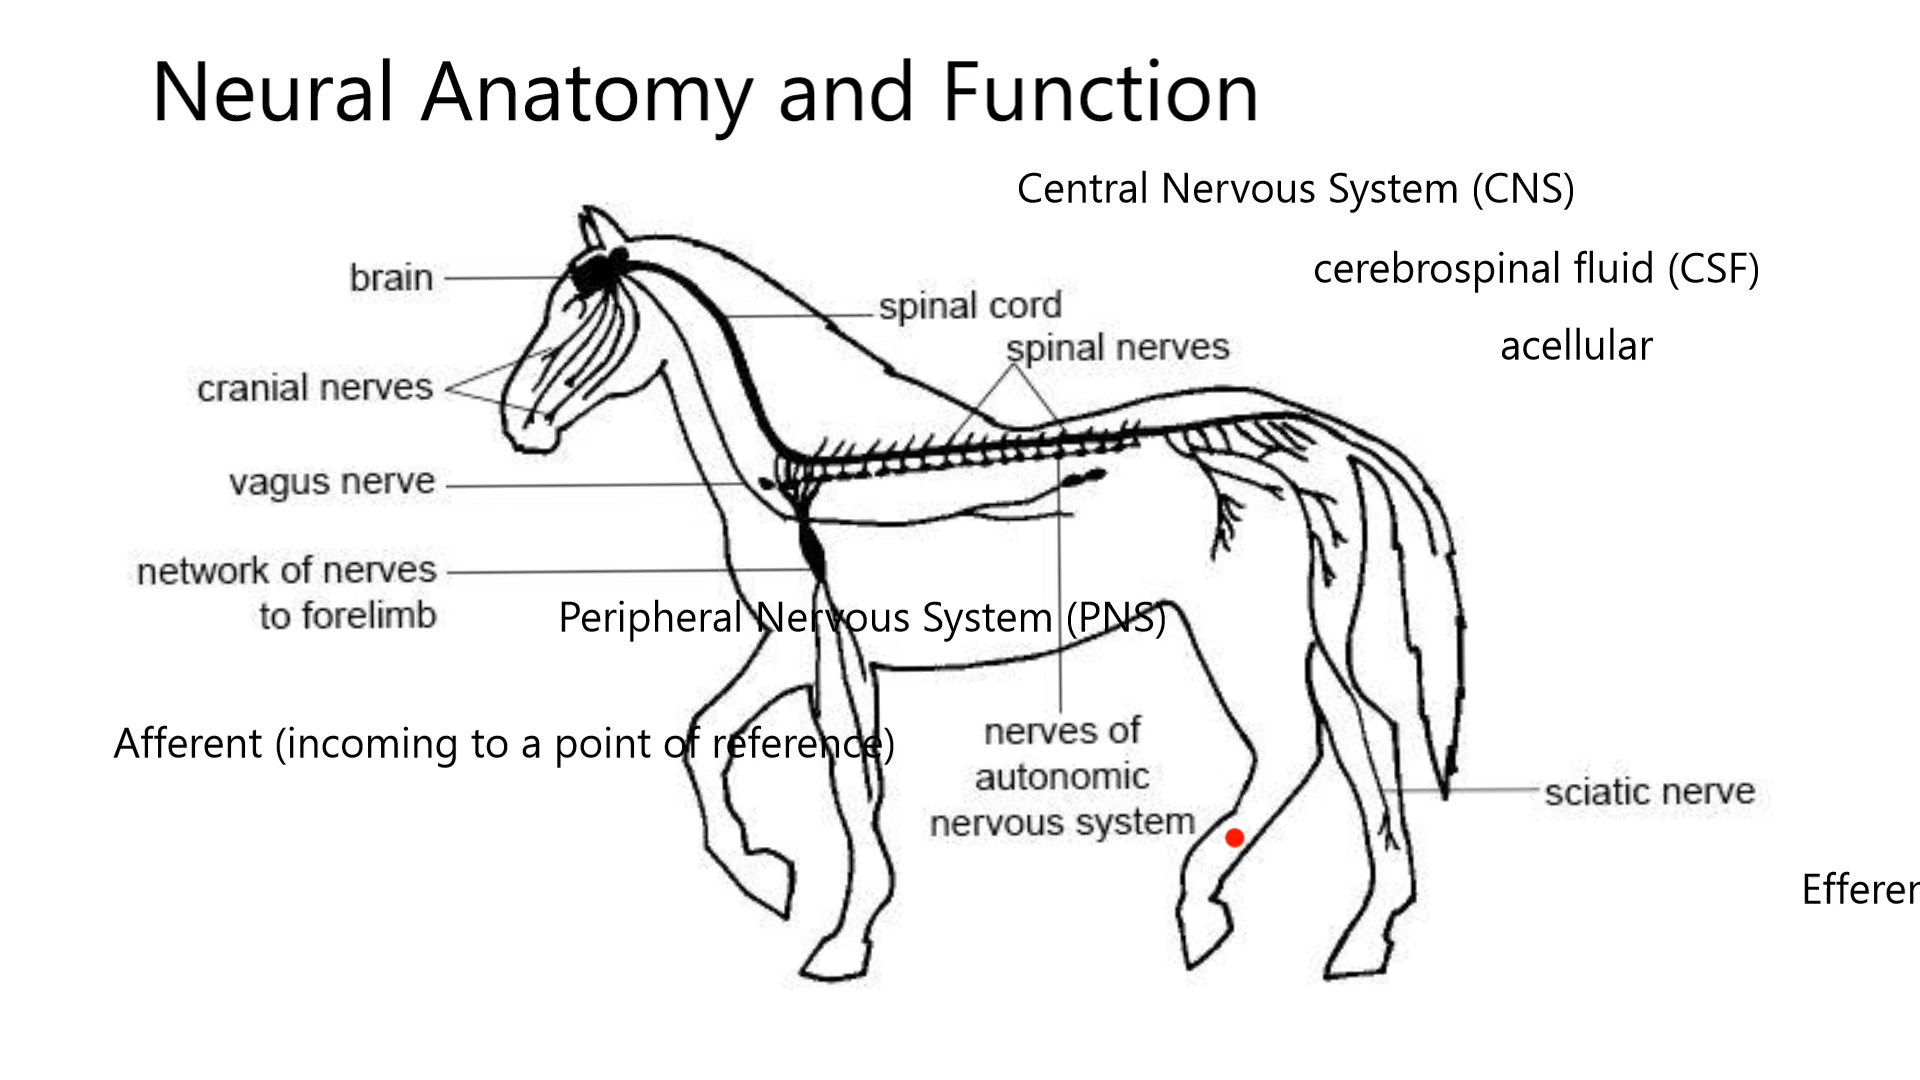 Neural Anatomy and Function
Central Nervous System (CNS)
cerebrospinal fluid (CSF)
brain
spinal cord
acellular
spinal nerves
cranial nerves
vagus nerve
network of nerves
to forelimb
Peripheral Nervous System (PNS)
Afferent (incoming to a point of reference)
nerves of
autonomic
nervous system
sciatic nerve